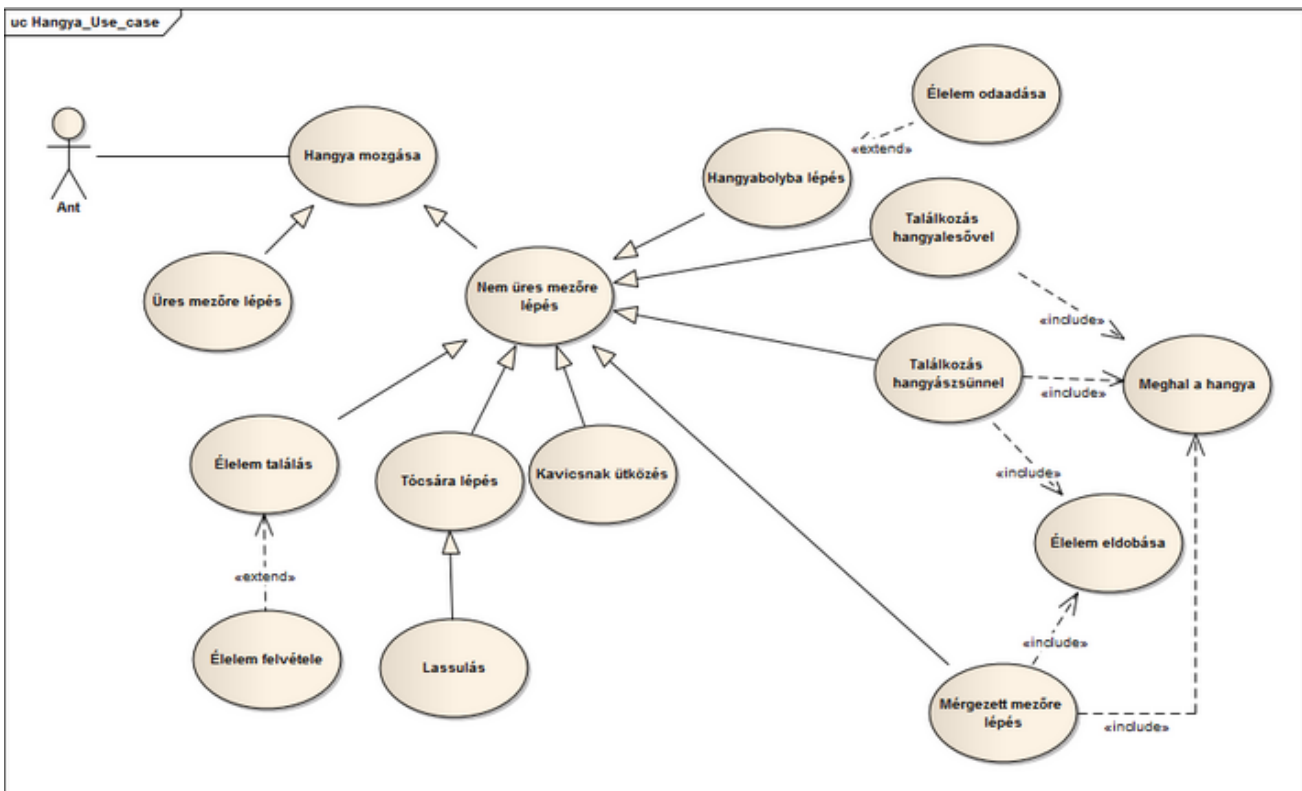 uc Hangya_Use_case
Élelem odaadása
Hangya mozgása
«extend»
Hangyabolyba lépés
Ant
Találkozás
hangyalesővel
Üres mezőre lépés
Nem üres mezőre
lépés
«include»
Találkozás
hangyászsünnel
Meghal a hangya
«include»
Élelem találás
Tócsára lépés
Kavicsnak ütközés
«include»
Élelem eldobása
«extend»
«include»
Élelem felvétele
Lassulás
Mérgezett mezőre
lépés
«include»